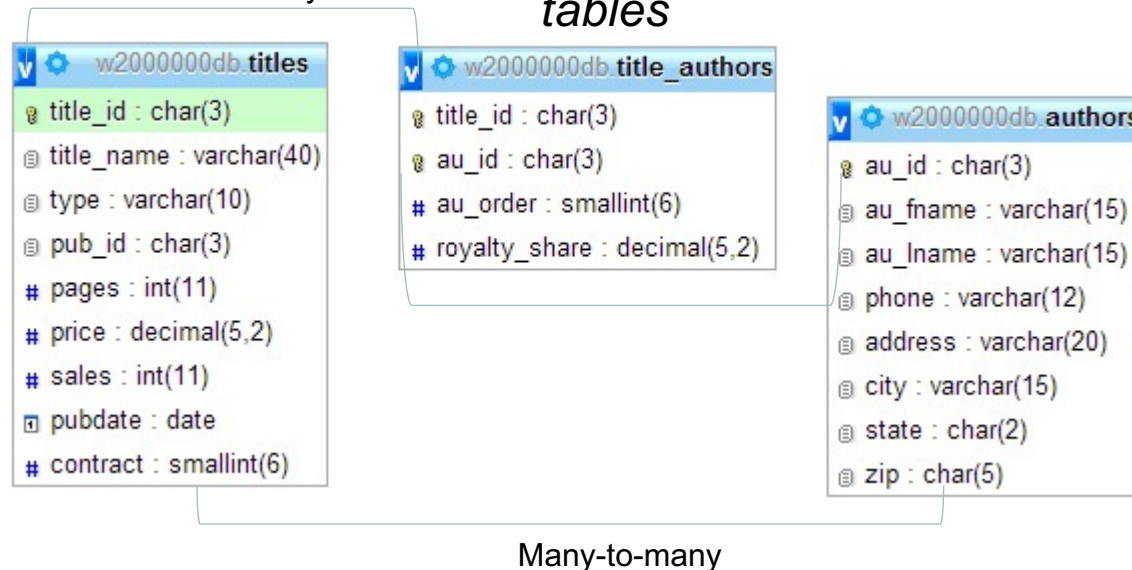 tables
w2000000db.titles
title_id : char(3)
title_name : varchar(40)
type : varchar(10)
pub_id : char(3)
pages : int(11)
price : decimal(5,2)
sales : int(11)
pubdate : date
contract : smallint(6)
w2000000db.title_authors
title_id : char(3)
au_id : char(3)
au_order : smallint(6)
royalty_share : decimal(5,2)
w2000000db.authors
au_id : char(3)
au_fname : varchar(15)
au_lname : varchar(15)
phone : varchar(12)
address : varchar(20)
city : varchar(15)
state : char(2)
zip : char(5)
Many-to-many